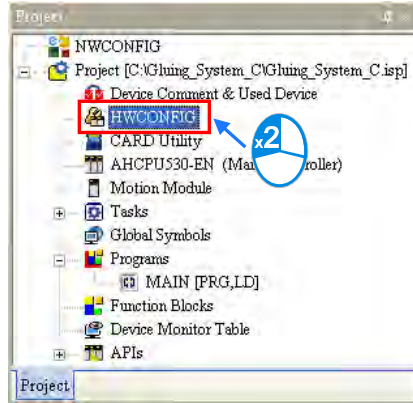 Project
NWCONFIG
Project [C:\Gluing_System_C\Gluing_System_C.isp]
Device Comment & Used Device
HWCONFIG
x2
CARD Utility
AHCPU530-EN (Ma roller)
Motion Module
Tasks
Global Symbols
Programs
MAIN [PRG,LD]
Function Blocks
Device Monitor Table
APIs
Project